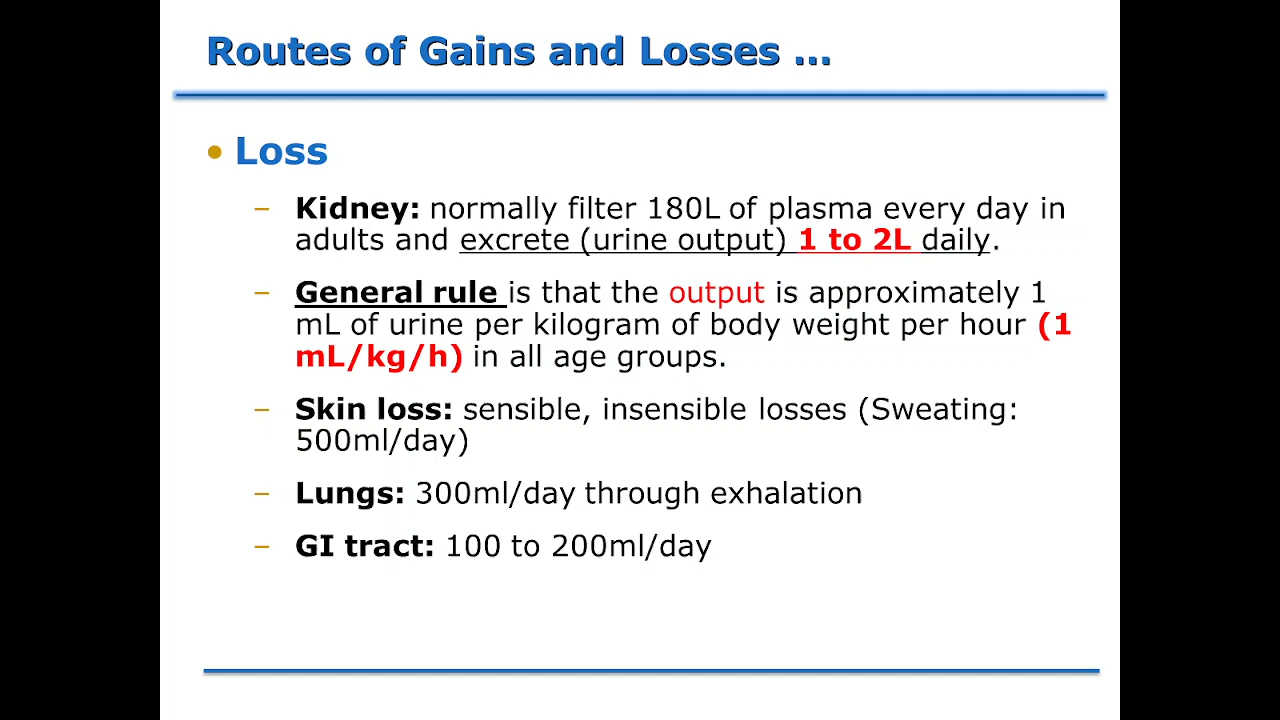 Routes of Gains and Losses ...
• Loss
– Kidney: normally filter 180L of plasma every day in
adults and excrete (urine output) 1 to 2L daily.
– General rule is that the output is approximately 1
mL of urine per kilogram of body weight per hour (1
mL/kg/h) in all age groups.
– Skin loss: sensible, insensible losses (Sweating:
500ml/day)
– Lungs: 300ml/day through exhalation
– GI tract: 100 to 200ml/day